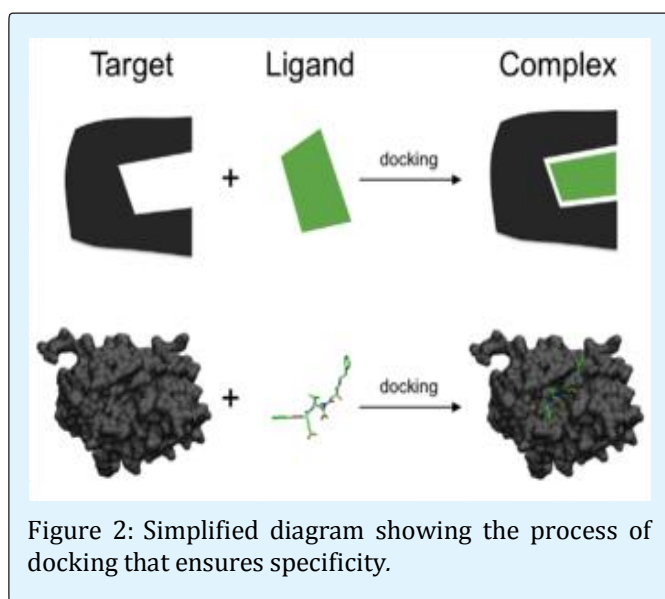 Target Ligand Complex
+ docking
+ docking
Figure 2: Simplified diagram showing the process of
docking that ensures specificity.